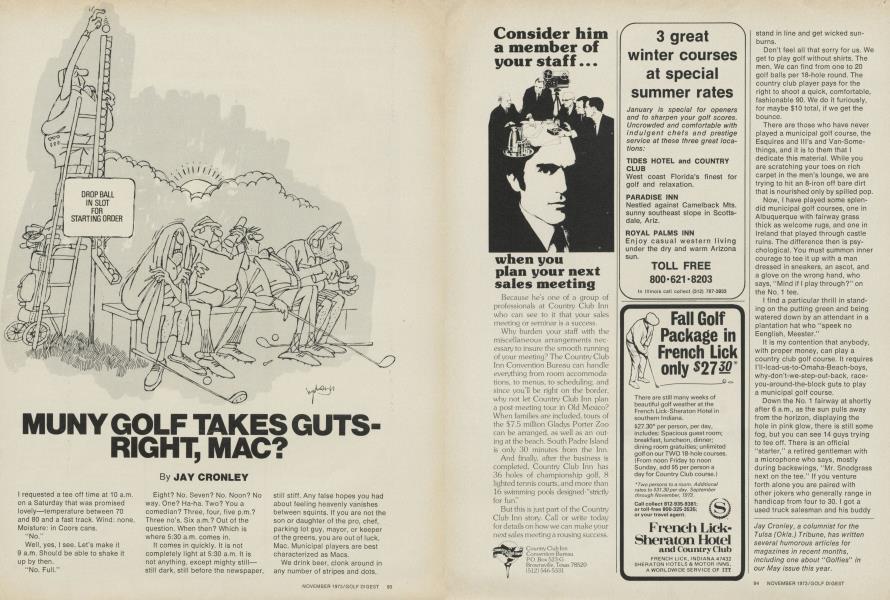 DROP BALL
IN SLOT
FOR
STARTING ORDER
MUNY GOLF TAKES GUTS-
RIGHT, MAC?
By JAY CRONLEY
I requested a tee off time at 10 a.m.
on a Saturday that was promised
lovely—temperature between 70
and 80 and a fast track. Wind: none.
Moisture: in Coors cans.
"No."
Well, yes, I see. Let's make it
9 a.m. Should be able to shake it
up by then.
"No. Full."
Eight? No. Seven? No. Noon? No
way. One? Ha-ha. Two? You a
comedian? Three, four, five p.m.?
Three no's. Six a.m.? Out of the
question. When then? Which is
where 5:30 a.m. comes in.
It comes in quickly. It is not
completely light at 5:30 a.m. It is
not anything, except mighty still—
still dark, still before the newspaper,
still stiff. Any false hopes you had
about feeling heavenly vanishes
between squints. If you are not the
son or daughter of the pro, chef,
parking lot guy, mayor, or keeper
of the greens, you are out of luck,
Mac. Municipal players are best
characterized as Macs.
We drink beer, clonk around in
any number of stripes and dots,
NOVEMBER 1973/GOLF DIGEST 93
Consider him
a member of
your staff...
when you
plan your next
sales meeting
Because he's one of a group of
professionals at Country Club Inn
who can see to it that your sales
meeting or seminar is a success.
Why burden your staff with the
miscellaneous arrangements neces-
sary to insure the smooth running
of your meeting? The Country Club
Inn Convention Bureau can handle
everything from room accommoda-
tions, to menus, to scheduling, and
since you'll be right on the border,
why not let Country Club Inn plan
a post-meeting tour in Old Mexico?
When families are included, tours of
the $7.5 million Gladys Porter Zoo
can be arranged, as well as an out-
ing at the beach. South Padre Island
is only 30 minutes from the Inn.
And finally, after the business is
completed, Country Club Inn has
36 holes of championship golf, 8
lighted tennis courts, and more than
16 swimming pools designed "strictly
for fun."
But this is just part of the Country
Club Inn story. Call or write today
for details on how we can make your
next sales meeting a rousing success.
Country Club Inn
Convention Bureau
P.O. Box 523-G
Brownsville, Texas 78520
(512) 546-5331
3 great
winter courses
at special
summer rates
January is special for openers
and to sharpen your golf scores.
Uncrowded and comfortable with
indulgent chefs and prestige
service at these three great loca-
tions:
TIDES HOTEL and COUNTRY
CLUB
West coast Florida's finest for
golf and relaxation.
PARADISE INN
Nestled against Camelback Mts.
sunny southeast slope in Scotts-
dale, Ariz.
ROYAL PALMS INN
Enjoy casual western living
under the dry and warm Arizona
sun.
TOLL FREE
800·621·8203
In Illinois call collect (312) 787-3933
Fall Golf
Package in
French Lick
only $27.30*
There are still many weeks of
beautiful golf weather at the
French Lick-Sheraton Hotel in
southern Indiana.
$27.30* per person, per day,
includes: Spacious guest room;
breakfast, luncheon, dinner;
dining room gratuities; unlimited
golf on our TWO 18-hole courses.
(From noon Friday to noon
Sunday, add $5 per person a
day for Country Club course.)
*Two persons to a room. Additional
rates to $31.30 per day. September
through November, 1973.
Call collect 812-935-8381;
or toll-free 800-325-3535;
or your travel agent.
French Lick-
Sheraton Hotel
and Country Club
FRENCH LICK, INDIANA 47432
SHERATON HOTELS & MOTOR INNS,
A WORLDWIDE SERVICE OF ITT
stand in line and get wicked sun-
burns.
Don't feel all that sorry for us. We
get to play golf without shirts. The
men. We can find from one to 20
golf balls per 18-hole round. The
country club player pays for the
right to shoot a quick, comfortable,
fashionable 90. We do it furiously,
for maybe $10 total, if we get the
bounce.
There are those who have never
played a municipal golf course, the
Esquires and III's and Van-Some-
things, and it is to them that I
dedicate this material. While you
are scratching your toes on rich
carpet in the men's lounge, we are
trying to hit an 8-iron off bare dirt
that is nourished only by spilled pop.
Now, I have played some splen-
did municipal golf courses, one in
Albuquerque with fairway grass
thick as welcome rugs, and one in
Ireland that played through castle
ruins. The difference then is psy-
chological. You must summon inner
courage to tee it up with a man
dressed in sneakers, an ascot, and
a glove on the wrong hand, who
says, "Mind if I play through?" on
the No. 1 tee.
I find a particular thrill in stand-
ing on the putting green and being
watered down by an attendant in a
plantation hat who "speek no
Eenglish, Meester."
It is my contention that anybody,
with proper money, can play a
country club golf course. It requires
I'll-lead-us-to-Omaha-Beach-boys,
why-don't-we-step-out-back, race-
you-around-the-block guts to play
a municipal golf course.
Down the No. 1 fairway at shortly
after 6 a.m., as the sun pulls away
from the horizon, displaying the
hole in pink glow, there is still some
fog, but you can see 14 guys trying
to tee off. There is an official
"starter," a retired gentleman with
a microphone who says, mostly
during backswings, "Mr. Snodgrass
next on the tee." If you venture
forth alone you are paired with
other jokers who generally range in
handicap from four to 30. I got a
used truck salesman and his buddy
Jay Cronley, a columnist for the
Tulsa (Okla.) Tribune, has written
several humorous articles for
magazines in recent months,
including one about "Golfies" in
our May issue this year.
94 NOVEMBER 1973/GOLF DIGEST